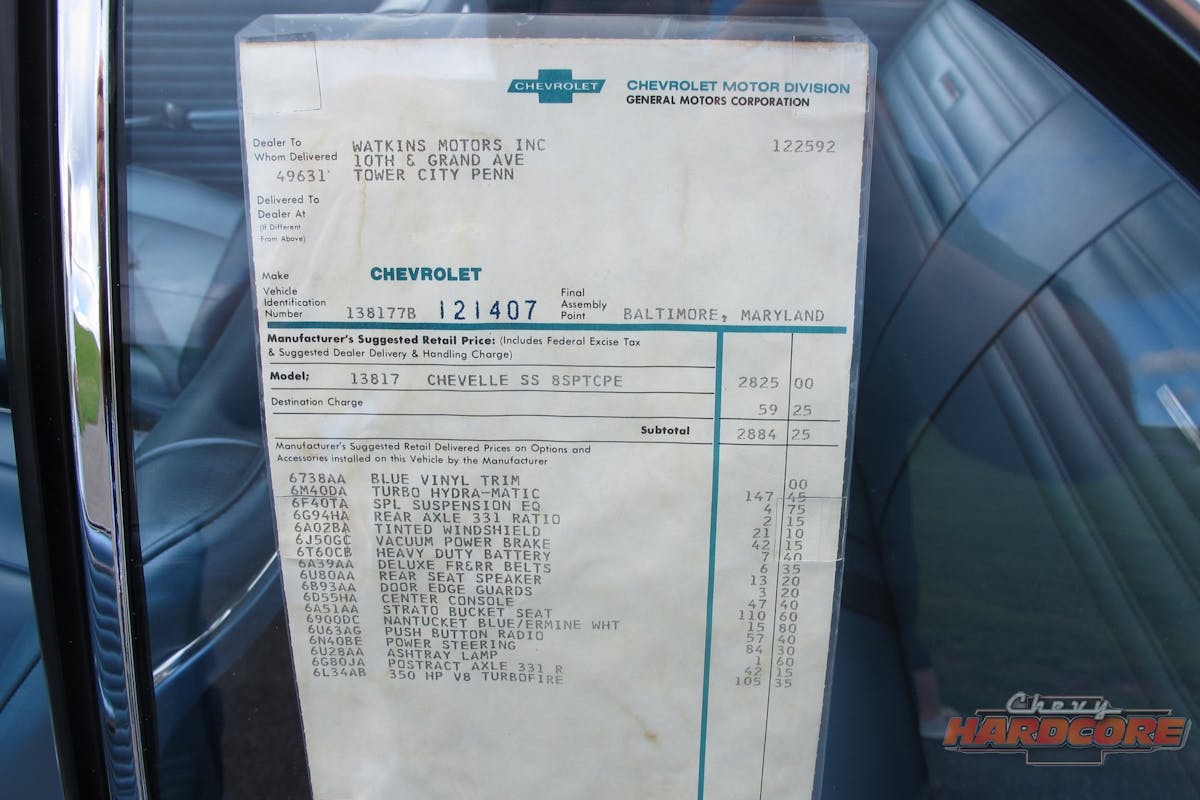 CHEVROLET
CHEVROLET MOTOR DIVISION
GENERAL MOTORS CORPORATION
Dealer To Whom Delivered
49631
WATKINS MOTORS INC
10TH & GRAND AVE
TOWER CITY PENN
122592
Delivered To
Dealer At
(If Different
From Above)
Make CHEVROLET
Vehicle
Identification
Number 138177B 121407
Final
Assembly
Point BALTIMORE, MARYLAND
Manufacturer's Suggested Retail Price: (Includes Federal Excise Tax
& Suggested Dealer Delivery & Handling Charge)
Model; 13817 CHEVELLE SS 8SPTCPE 2825 00
Destination Charge 59 25
Subtotal 2884 25
Manufacturer's Suggested Retail Delivered Prices on Options and
Accessories installed on this Vehicle by the Manufacturer
6738AA BLUE VINYL TRIM 00
6M40DA TURBO HYDRA-MATIC 147 45
6F40TA SPL SUSPENSION EQ 4 75
6G94HA REAR AXLE 331 RATIO 2 15
6A02BA TINTED WINDSHIELD 21 10
6J50GC VACUUM POWER BRAKE 42 15
6T60CB HEAVY DUTY BATTERY 7 40
6A39AA DELUXE FR&RR BELTS 6 35
6U80AA REAR SEAT SPEAKER 13 20
6B93AA DOOR EDGE GUARDS 3 20
6D55HA CENTER CONSOLE 47 40
6A51AA STRATO BUCKET SEAT 110 60
6900DC NANTUCKET BLUE/ERMINE WHT 15 80
6U63AG PUSH BUTTON RADIO 57 40
6N40BE POWER STEERING 84 30
6U28AA ASHTRAY LAMP 1 60
6G80JA POSTRACT AXLE 331 R 42 15
6L34AB 350 HP V8 TURBOFIRE 105 35
Chevy
HARDCORE